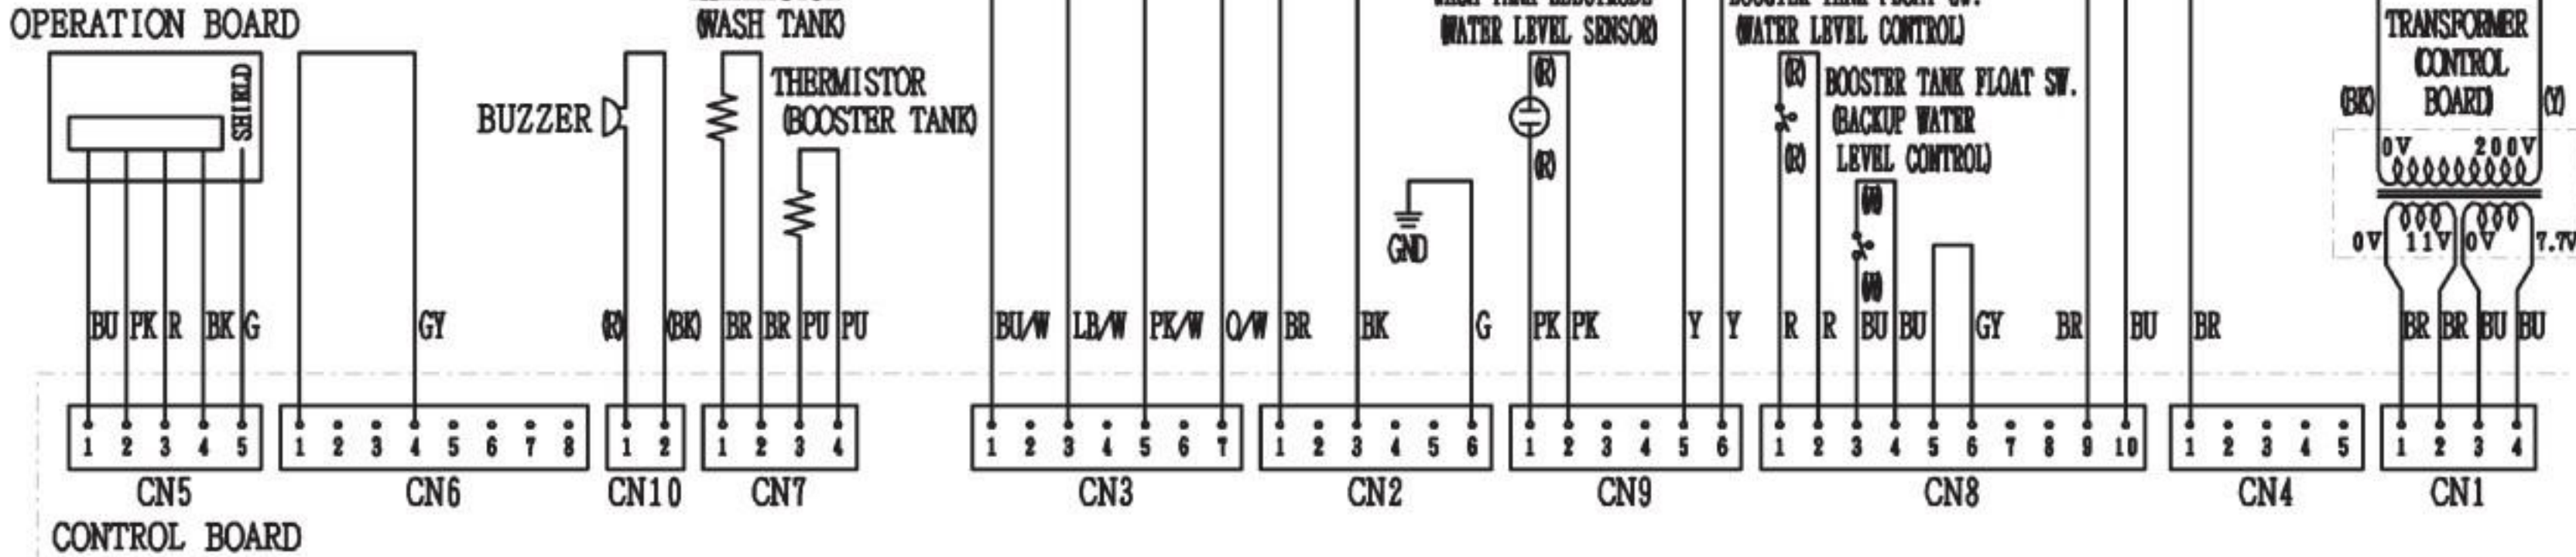 OPERATION BOARD
SHIELD
BUZZER
(WASH TANK)
THERMISTOR
(BOOSTER TANK)
(WATER LEVEL SENSOR)
(WATER LEVEL CONTROL)
BOOSTER TANK FLOAT SW.
(BACKUP WATER
LEVEL CONTROL)
GND
TRANSFORMER
(CONTROL
BOARD)
(BK) (Y)
0V 200V
0V 11V 0V
BU PK R BK G GY (BK) BR BR PU PU BU/W LB/W PK/W O/W BR BK G PK PK Y Y R R BU BU GY BR BU BR BR BR BU BU
1 2 3 4 5 1 2 3 4 5 6 7 8 1 2 1 2 3 4 1 2 3 4 5 6 7 1 2 3 4 5 6 1 2 3 4 5 6 1 2 3 4 5 6 7 8 9 10 1 2 3 4 5 1 2 3 4
CN5 CN6 CN10 CN7 CN3 CN2 CN9 CN8 CN4 CN1
CONTROL BOARD